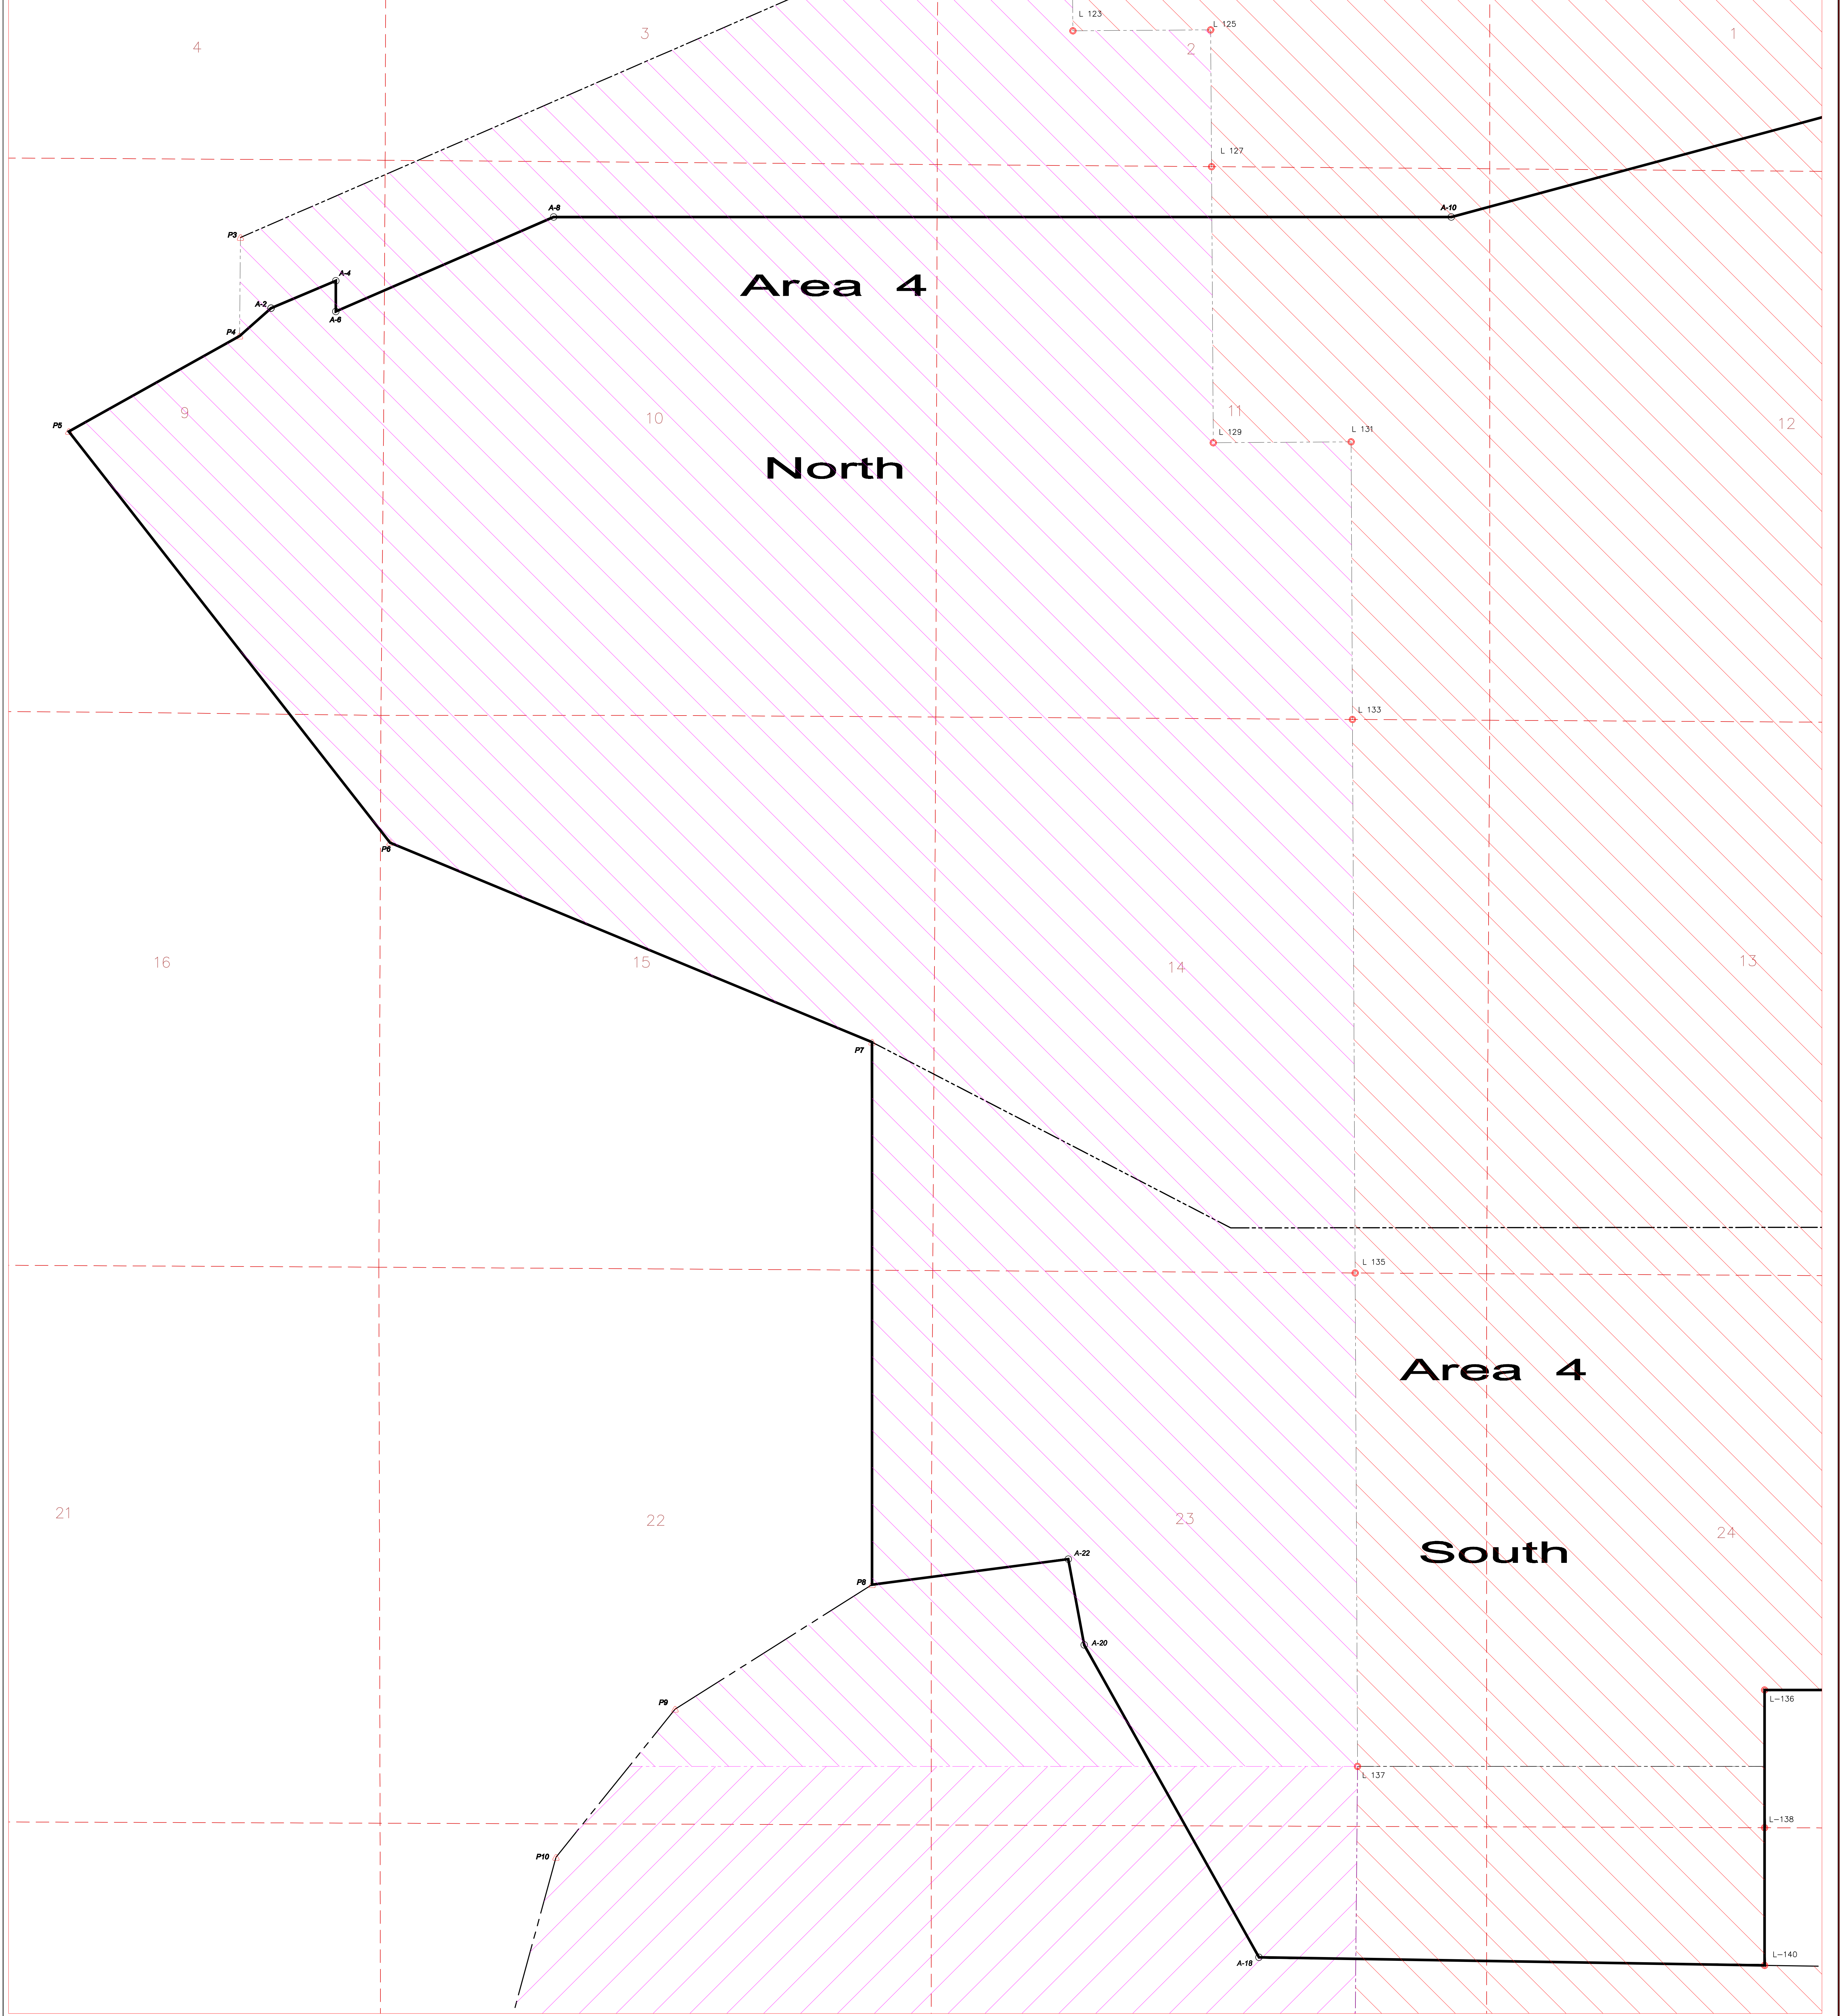 L 123
L 125
4
3
2
1
L 127
A-8
A-10
P3
A-4
Area 4
A-2
A-6
P4
9
10
11
12
P5
L 129
L 131
North
L 133
P6
16
15
14
13
P7
L 135
Area 4
21
22
23
24
South
A-22
P8
A-20
P9
L-136
L 137
L-138
P10
L-140
A-18